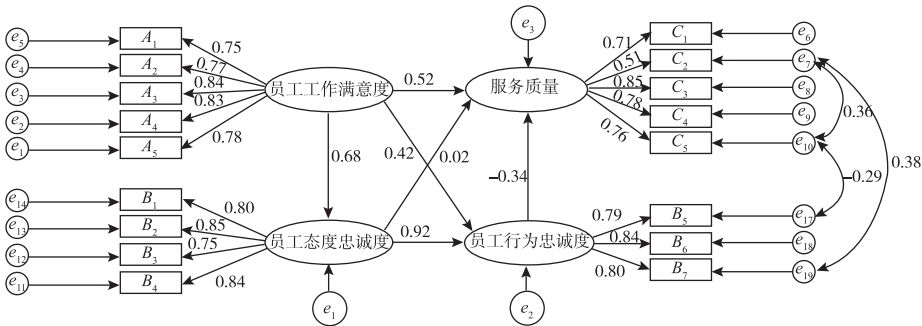 e₅ A₁ 0.75
e₄ A₂ 0.77
e₃ A₃ 0.84
e₂ A₄ 0.83
e₁ A₅ 0.78
员工工作满意度
0.52
e₃
服务质量
0.71 C₁ e₆
0.51 C₂ e₇
0.85 C₃ e₈
0.78 C₄ e₉
0.76 C₅ e₁₀
0.36
0.38
-0.29
0.68
0.42
0.02
-0.34
e₁₄ B₁ 0.80
e₁₃ B₂ 0.85
e₁₂ B₃ 0.75
e₁₁ B₄ 0.84
员工态度忠诚度
0.92
员工行为忠诚度
0.79 B₅ e₁₇
0.84 B₆ e₁₈
0.80 B₇ e₁₉
e₁
e₂